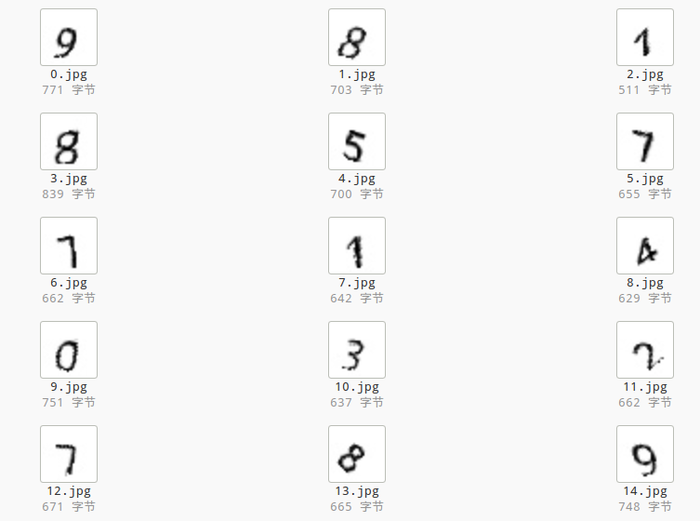 9 8 1
0.jpg 1.jpg 2.jpg
771 字节 703 字节 511 字节
8 5 7
3.jpg 4.jpg 5.jpg
839 字节 700 字节 655 字节
7 1 4
6.jpg 7.jpg 8.jpg
662 字节 642 字节 629 字节
0 3 2
9.jpg 10.jpg 11.jpg
751 字节 637 字节 662 字节
7 8 9
12.jpg 13.jpg 14.jpg
671 字节 665 字节 748 字节